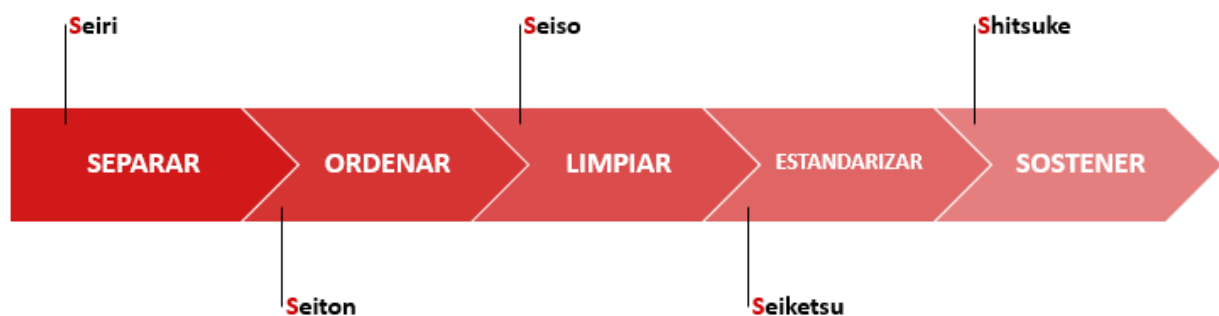 Seiri
Seiso
Shitsuke
SEPARAR
ORDENAR
LIMPIAR
ESTANDARIZAR
SOSTENER
Seiton
Seiketsu